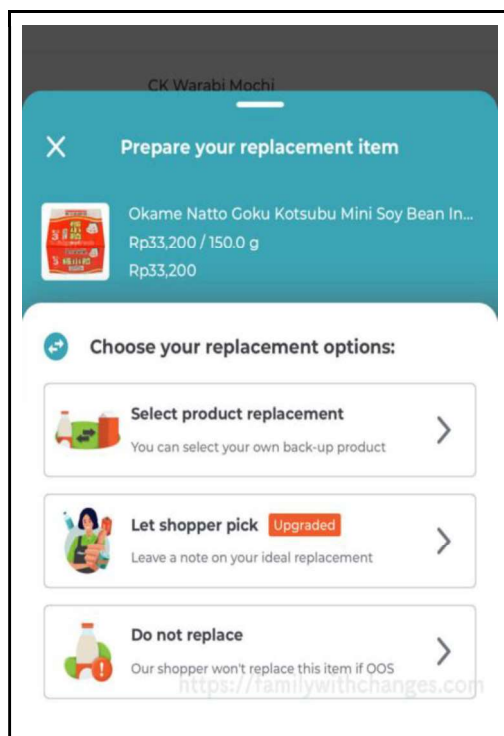 CK Warabi Mochi
Prepare your replacement item
Okame Natto Goku Kotsubu Mini Soy Bean In...
Rp33,200 / 150.0 g
Rp33,200
Choose your replacement options:
Select product replacement
You can select your own back-up product
Let shopper pick Upgraded
Leave a note on your ideal replacement
Do not replace
Our shopper won't replace this item if OOS
https://familywithchanges.com